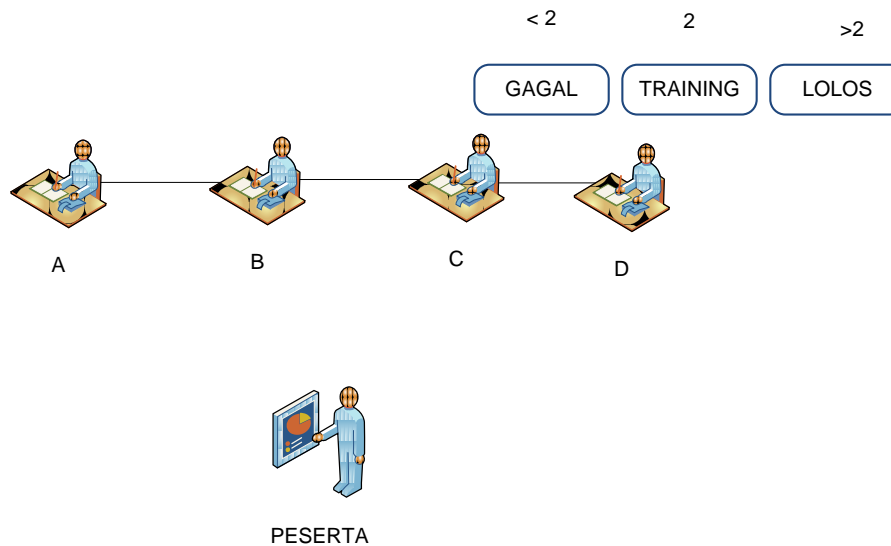 < 2
2
>2
GAGAL
TRAINING
LOLOS
A
B
C
D
PESERTA